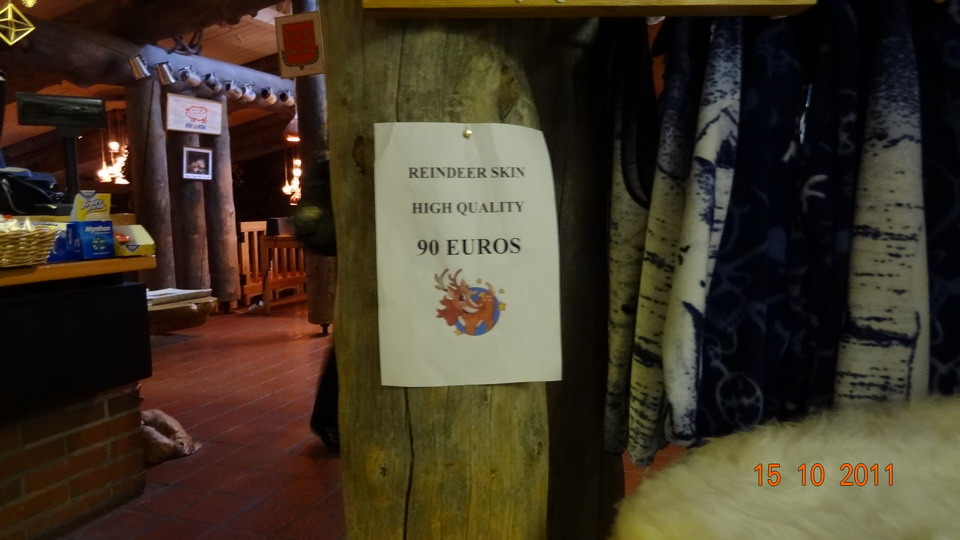 REINDEER SKIN
HIGH QUALITY
90 EUROS
15 10 2011